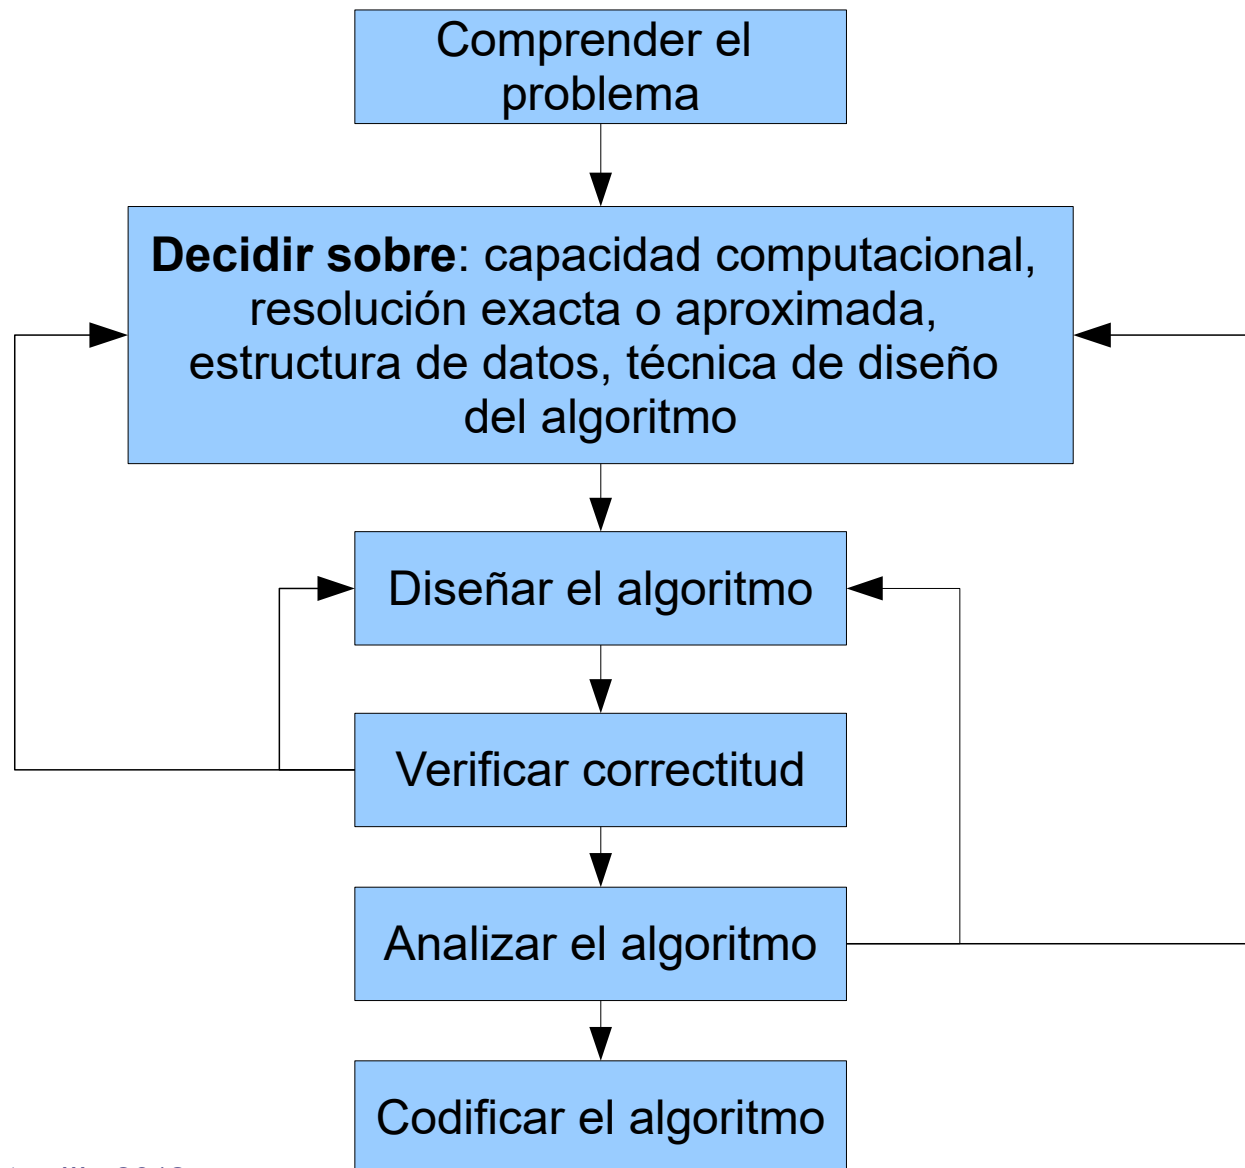 Comprender el
problema
Decidir sobre: capacidad computacional,
resolución exacta o aproximada,
estructura de datos, técnica de diseño
del algoritmo
Diseñar el algoritmo
Verificar correctitud
Analizar el algoritmo
Codificar el algoritmo